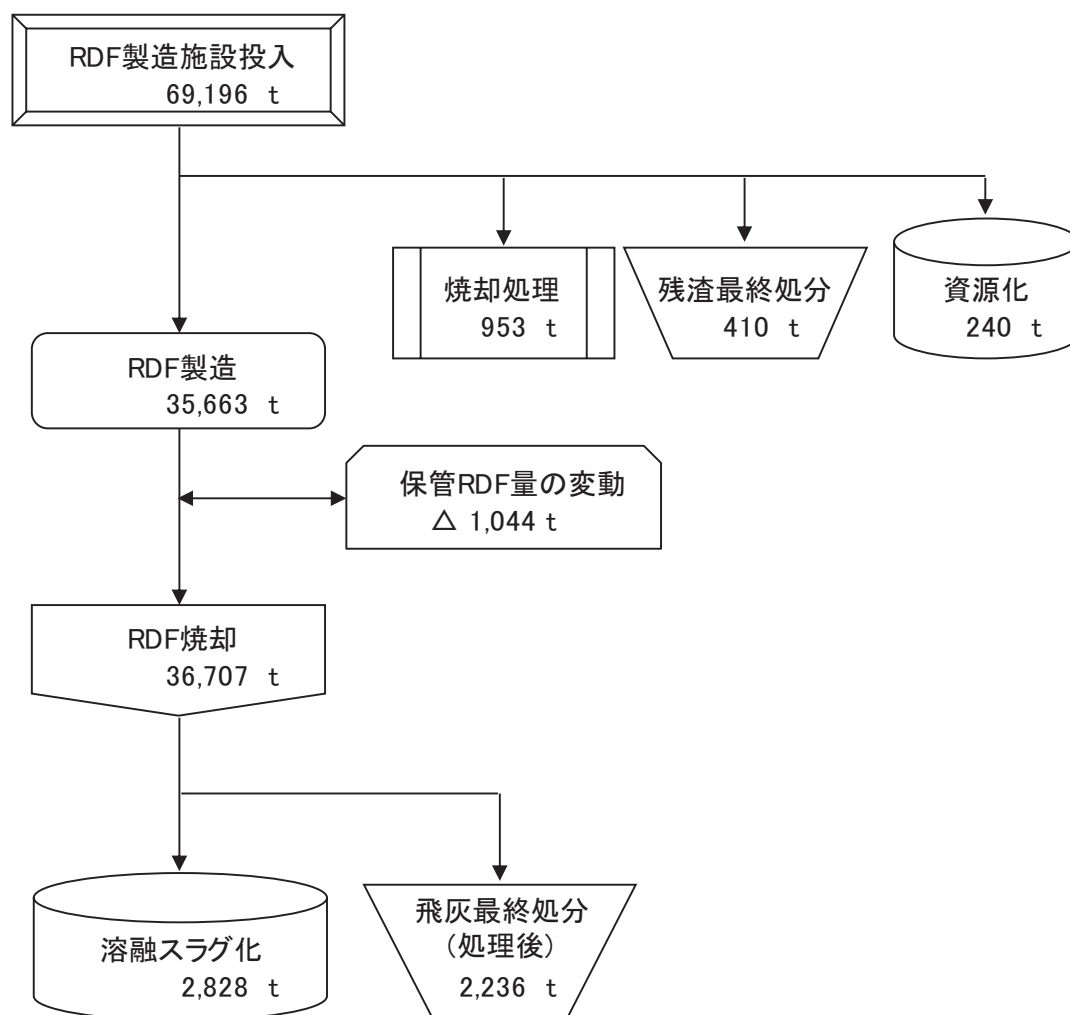 RDF製造施設投入
69,196 t
焼却処理
953 t
残渣最終処分
410 t
資源化
240 t
RDF製造
35,663 t
保管RDF量の変動
△ 1,044 t
RDF焼却
36,707 t
溶融スラグ化
2,828 t
飛灰最終処分
(処理後)
2,236 t